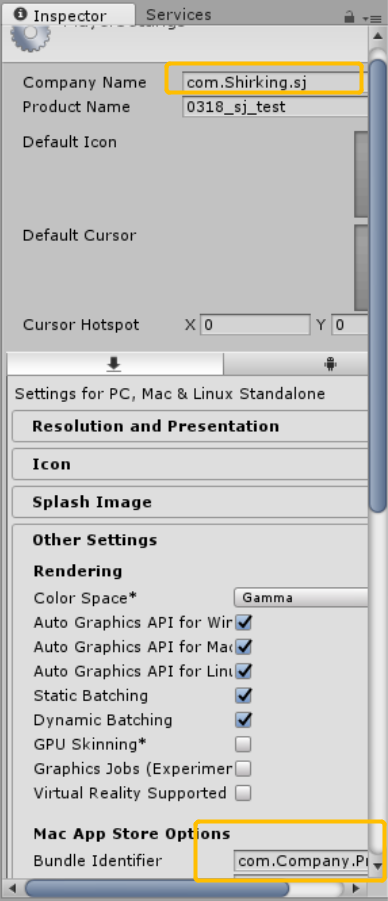 Inspector Services
Company Name com.Shirking.sj
Product Name 0318_sj_test
Default Icon
Default Cursor
Cursor Hotspot X 0 Y 0
Settings for PC, Mac & Linux Standalone
Resolution and Presentation
Icon
Splash Image
Other Settings
Rendering
Color Space* Gamma
Auto Graphics API for Win
Auto Graphics API for Mac
Auto Graphics API for Linu
Static Batching
Dynamic Batching
GPU Skinning*
Graphics Jobs (Experimen
Virtual Reality Supported
Mac App Store Options
Bundle Identifier com.Company.Pr